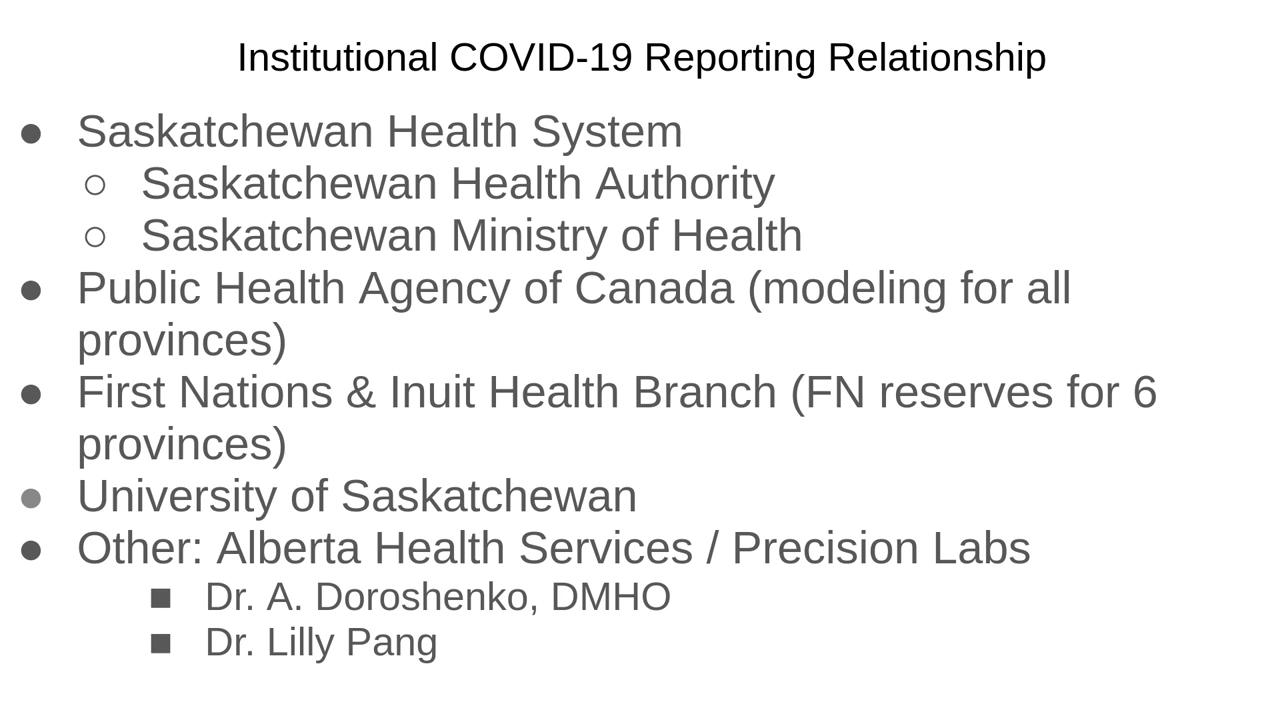 Institutional COVID-19 Reporting Relationship
● Saskatchewan Health System
○ Saskatchewan Health Authority
○ Saskatchewan Ministry of Health
● Public Health Agency of Canada (modeling for all
provinces)
● First Nations & Inuit Health Branch (FN reserves for 6
provinces)
● University of Saskatchewan
● Other: Alberta Health Services / Precision Labs
■ Dr. A. Doroshenko, DMHO
■ Dr. Lilly Pang